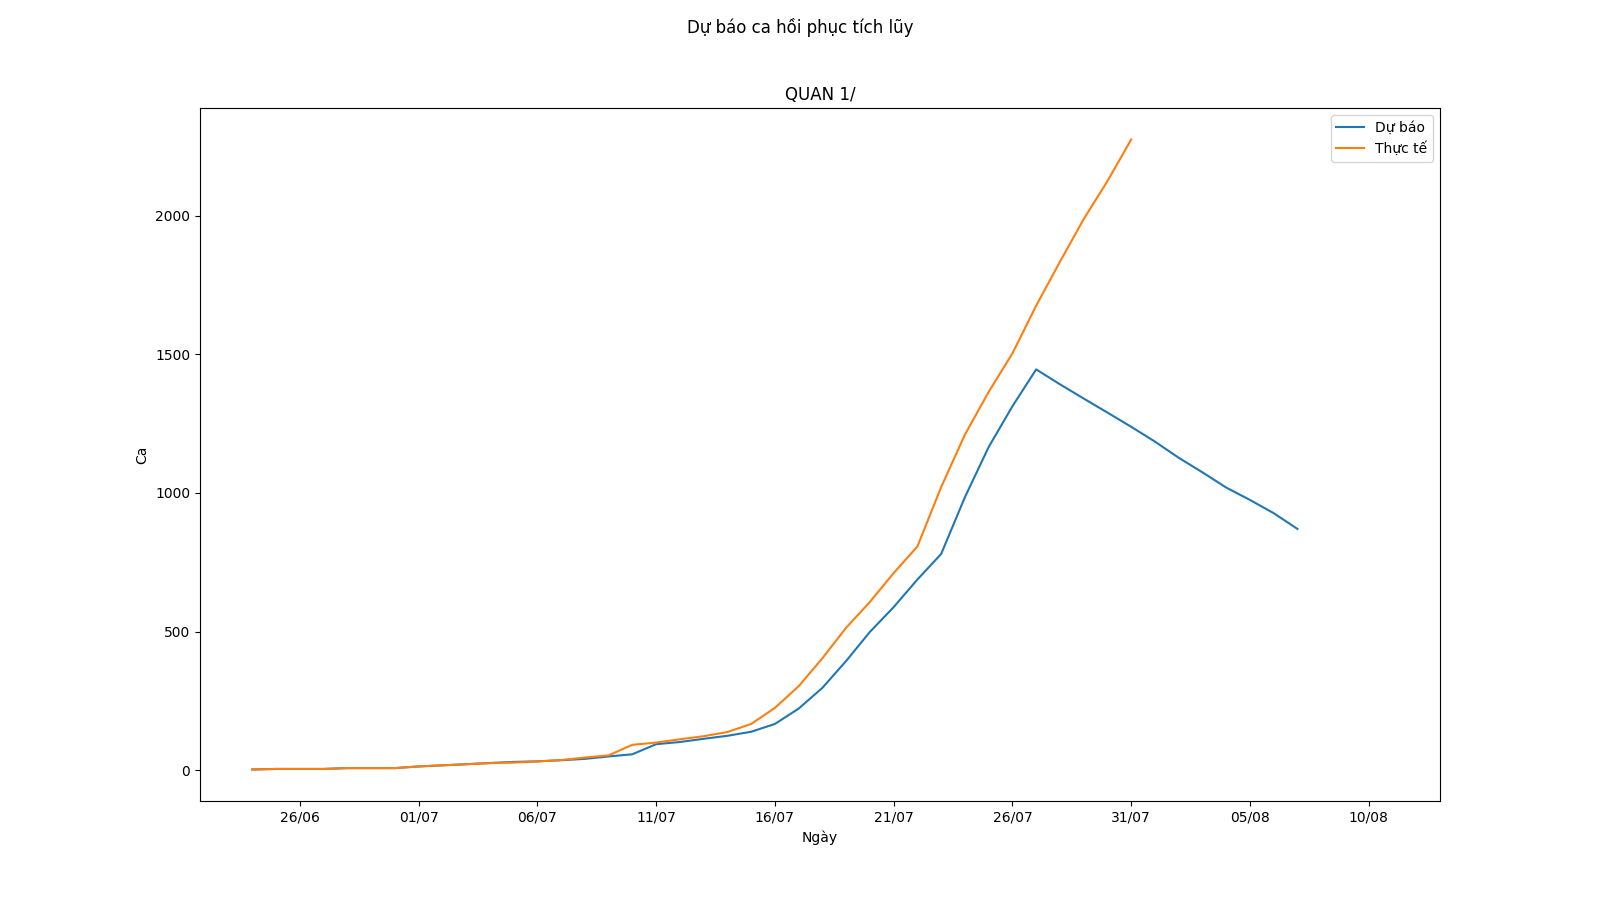 Dự báo ca hồi phục tích lũy
QUAN 1/
Dự báo
Thực tế
2000
1500
1000
500
0
Ca
26/06 01/07 06/07 11/07 16/07 21/07 26/07 31/07 05/08 10/08
Ngày